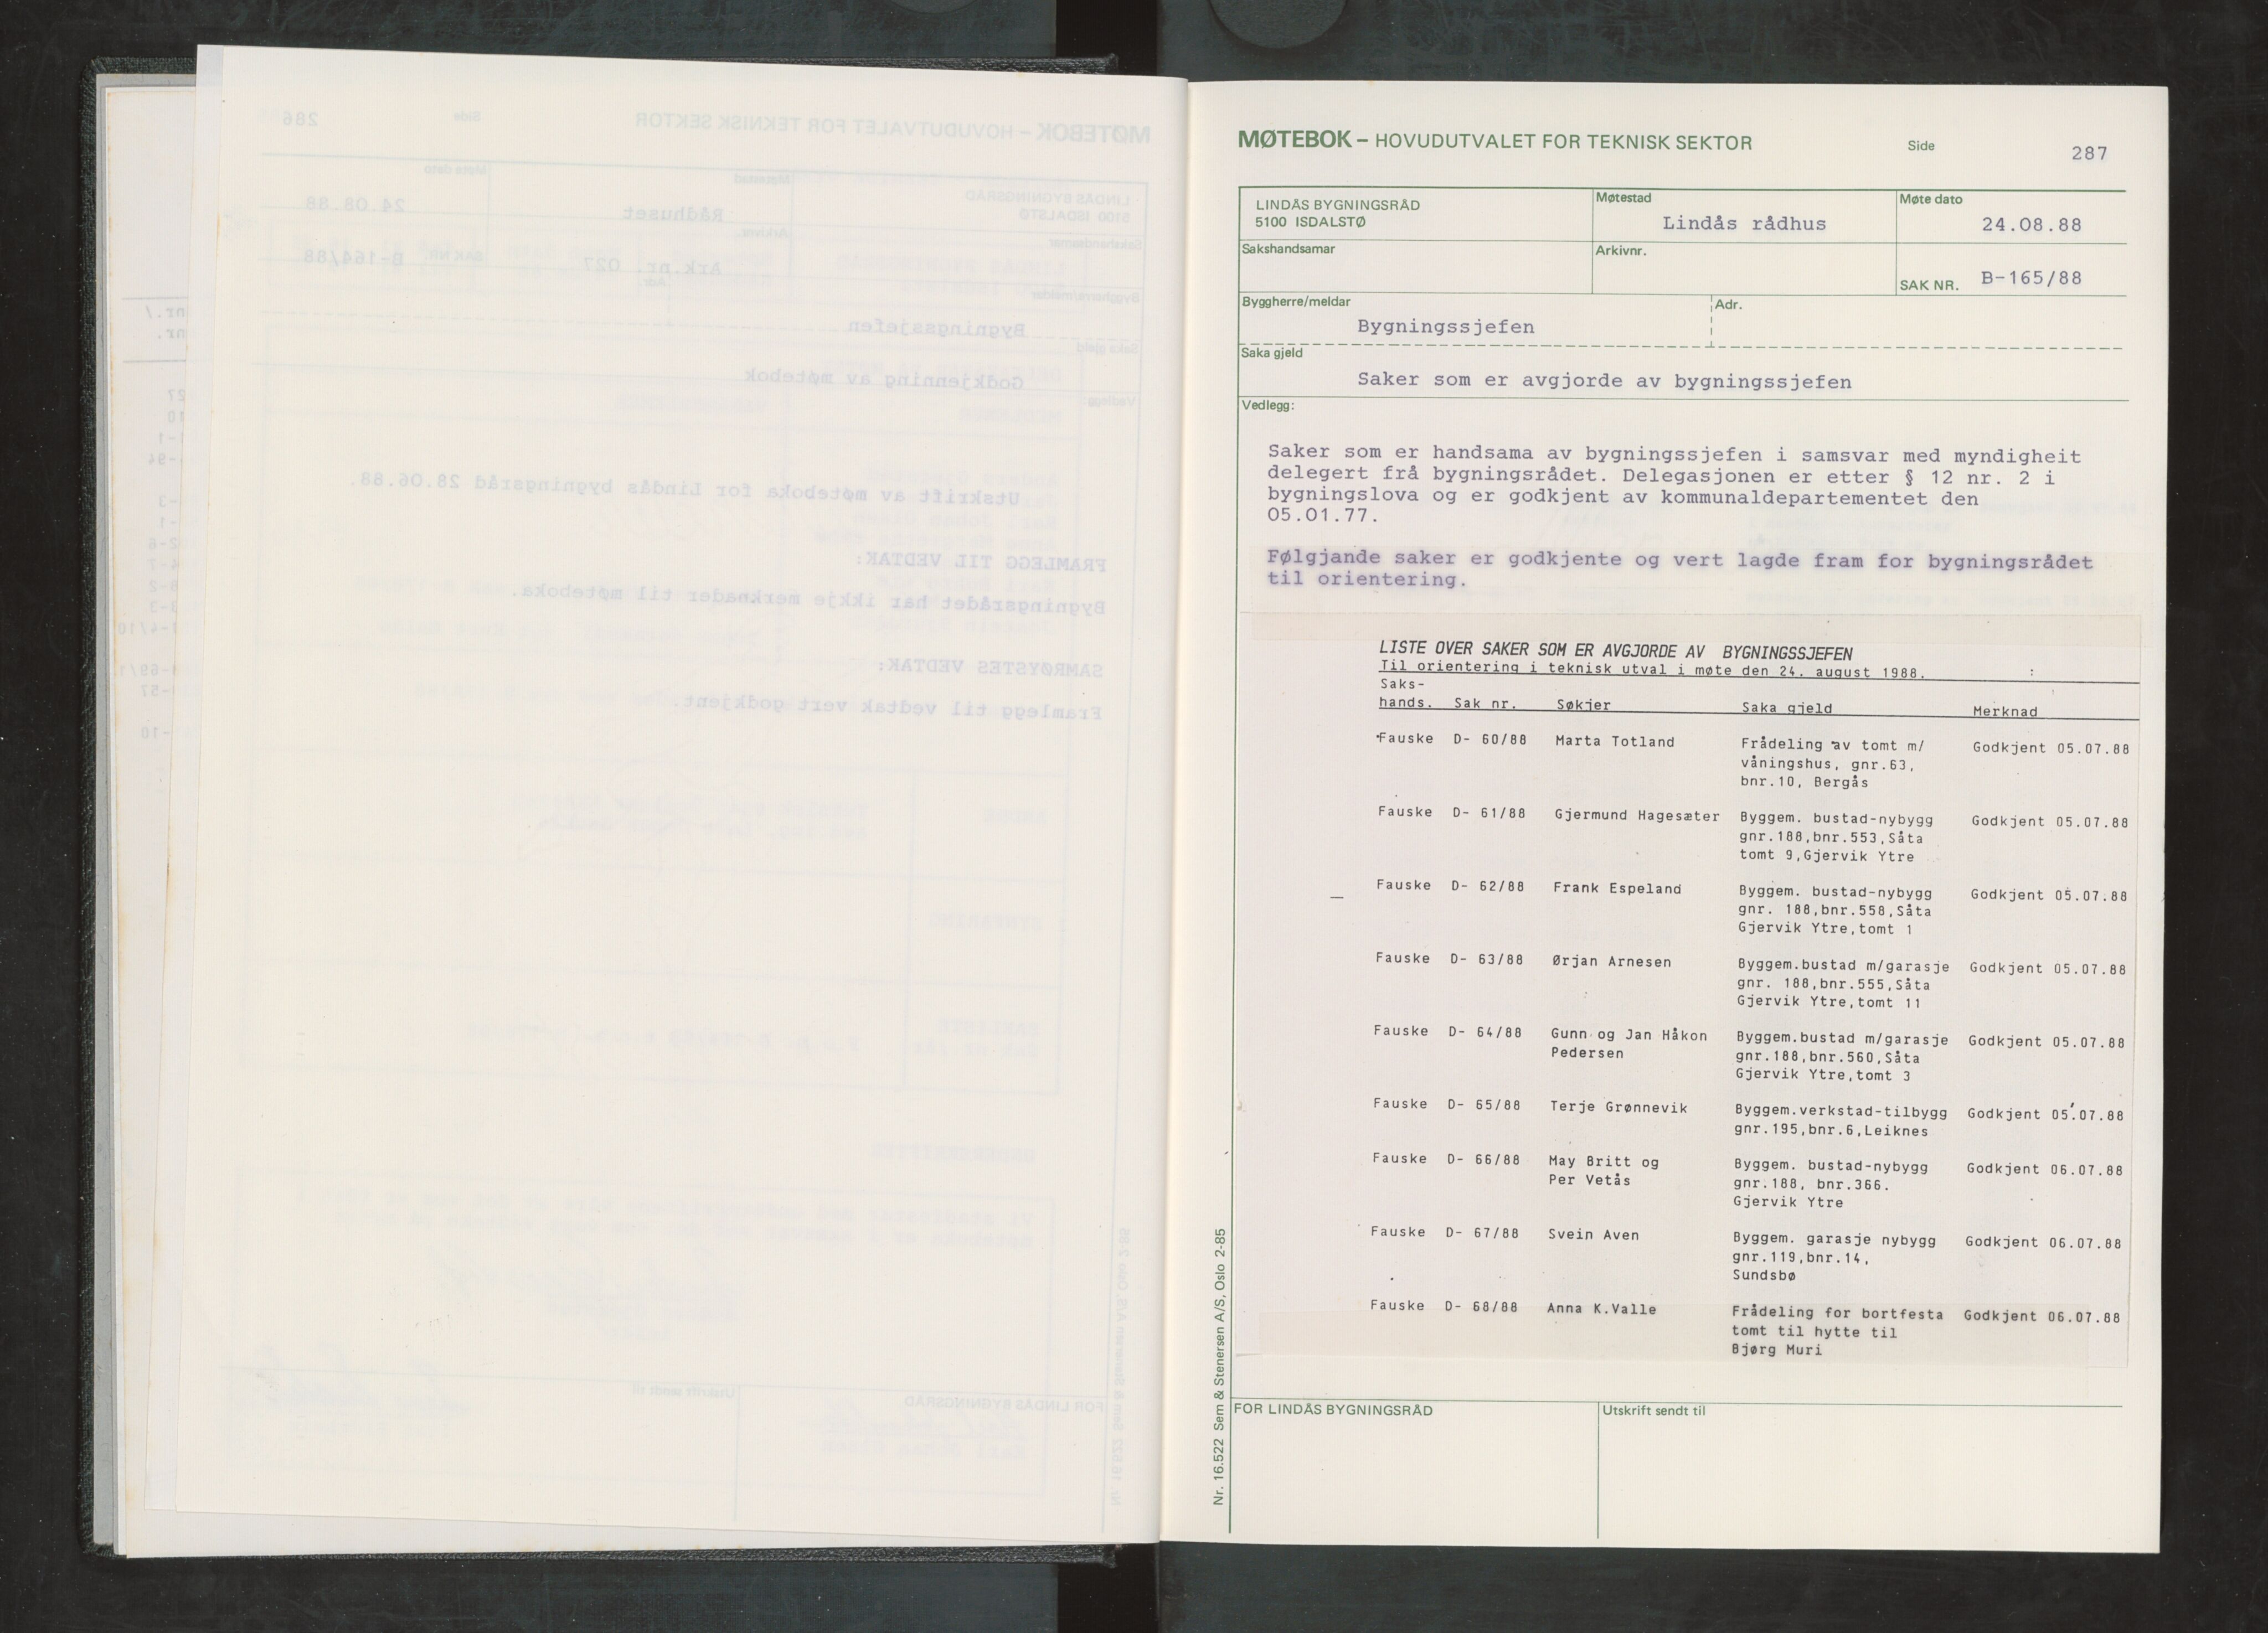 MØTEBOK – HOVUDUTVALET FOR TEKNISK SEKTOR Side 287
LINDÅS BYGNINGSRÅD
5100 ISDALSTØ
Møtestad
Lindås rådhus
Møte dato
24.08.88
Sakshandsamar
Arkivnr.
SAK NR. B-165/88
Byggherre/meldar
Bygningssjefen
Adr.
Saka gjeld
Saker som er avgjorde av bygningssjefen
Vedlegg:
Saker som er handsama av bygningssjefen i samsvar med myndigheit
delegert frå bygningsrådet. Delegasjonen er etter § 12 nr. 2 i
bygningslova og er godkjent av kommunaldepartementet den
05.01.77.
Følgjande saker er godkjente og vert lagde fram for bygningsrådet
til orientering.
LISTE OVER SAKER SOM ER AVGJORDE AV BYGNINGSSJEFEN
Til orientering i teknisk utval i møte den 24. august 1988. :
Saks-
hands. Sak nr. Søkjer Saka gjeld Merknad
Fauske D- 60/88 Marta Totland Frådeling av tomt m/ Godkjent 05.07.88
våningshus, gnr.63,
bnr.10, Bergås
Fauske D- 61/88 Gjermund Hagesæter Byggem. bustad-nybygg Godkjent 05.07.88
gnr.188,bnr.553,Såta
tomt 9,Gjervik Ytre
Fauske D- 62/88 Frank Espeland Byggem. bustad-nybygg Godkjent 05.07.88
gnr. 188,bnr.558,Såta
Gjervik Ytre,tomt 1
Fauske D- 63/88 Ørjan Arnesen Byggem.bustad m/garasje Godkjent 05.07.88
gnr. 188,bnr.555,Såta
Gjervik Ytre,tomt 11
Fauske D- 64/88 Gunn og Jan Håkon Byggem.bustad m/garasje Godkjent 05.07.88
Pedersen gnr.188,bnr.560,Såta
Gjervik Ytre,tomt 3
Fauske D- 65/88 Terje Grønnevik Byggem.verkstad-tilbygg Godkjent 05.07.88
gnr.195,bnr.6,Leiknes
Fauske D- 66/88 May Britt og Byggem. bustad-nybygg Godkjent 06.07.88
Per Vetås gnr.188, bnr.366.
Gjervik Ytre
Fauske D- 67/88 Svein Aven Byggem. garasje nybygg Godkjent 06.07.88
gnr.119,bnr.14,
Sundsbø
Fauske D- 68/88 Anna K.Valle Frådeling for bortfesta Godkjent 06.07.88
tomt til hytte til
Bjørg Muri
FOR LINDÅS BYGNINGSRÅD
Utskrift sendt til
Nr. 16.522 Sem & Stenersen A/S, Oslo 2-85